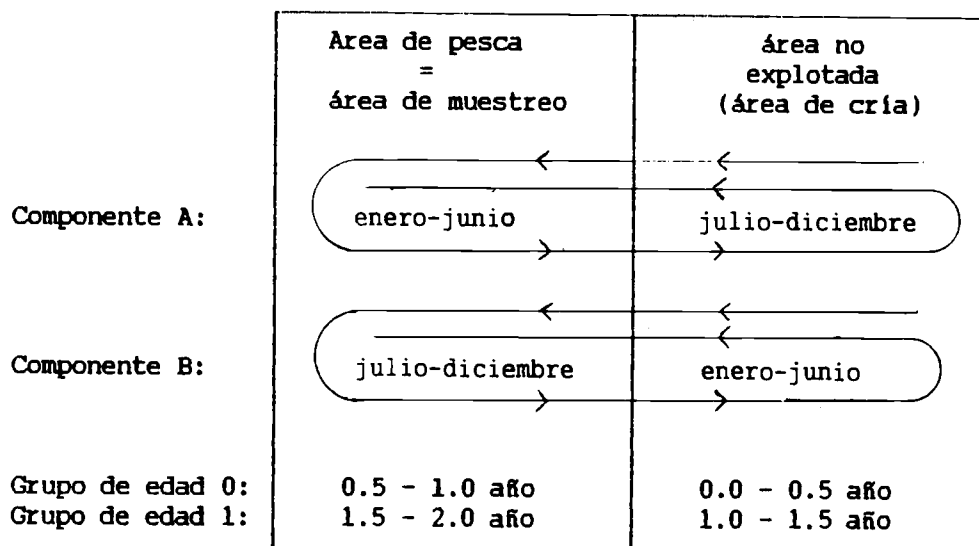 Area de pesca
=
área de muestreo
área no
explotada
(área de cría)
Componente A:
enero-junio
julio-diciembre
Componente B:
julio-diciembre
enero-junio
Grupo de edad 0: 0.5 - 1.0 año 0.0 - 0.5 año
Grupo de edad 1: 1.5 - 2.0 año 1.0 - 1.5 año